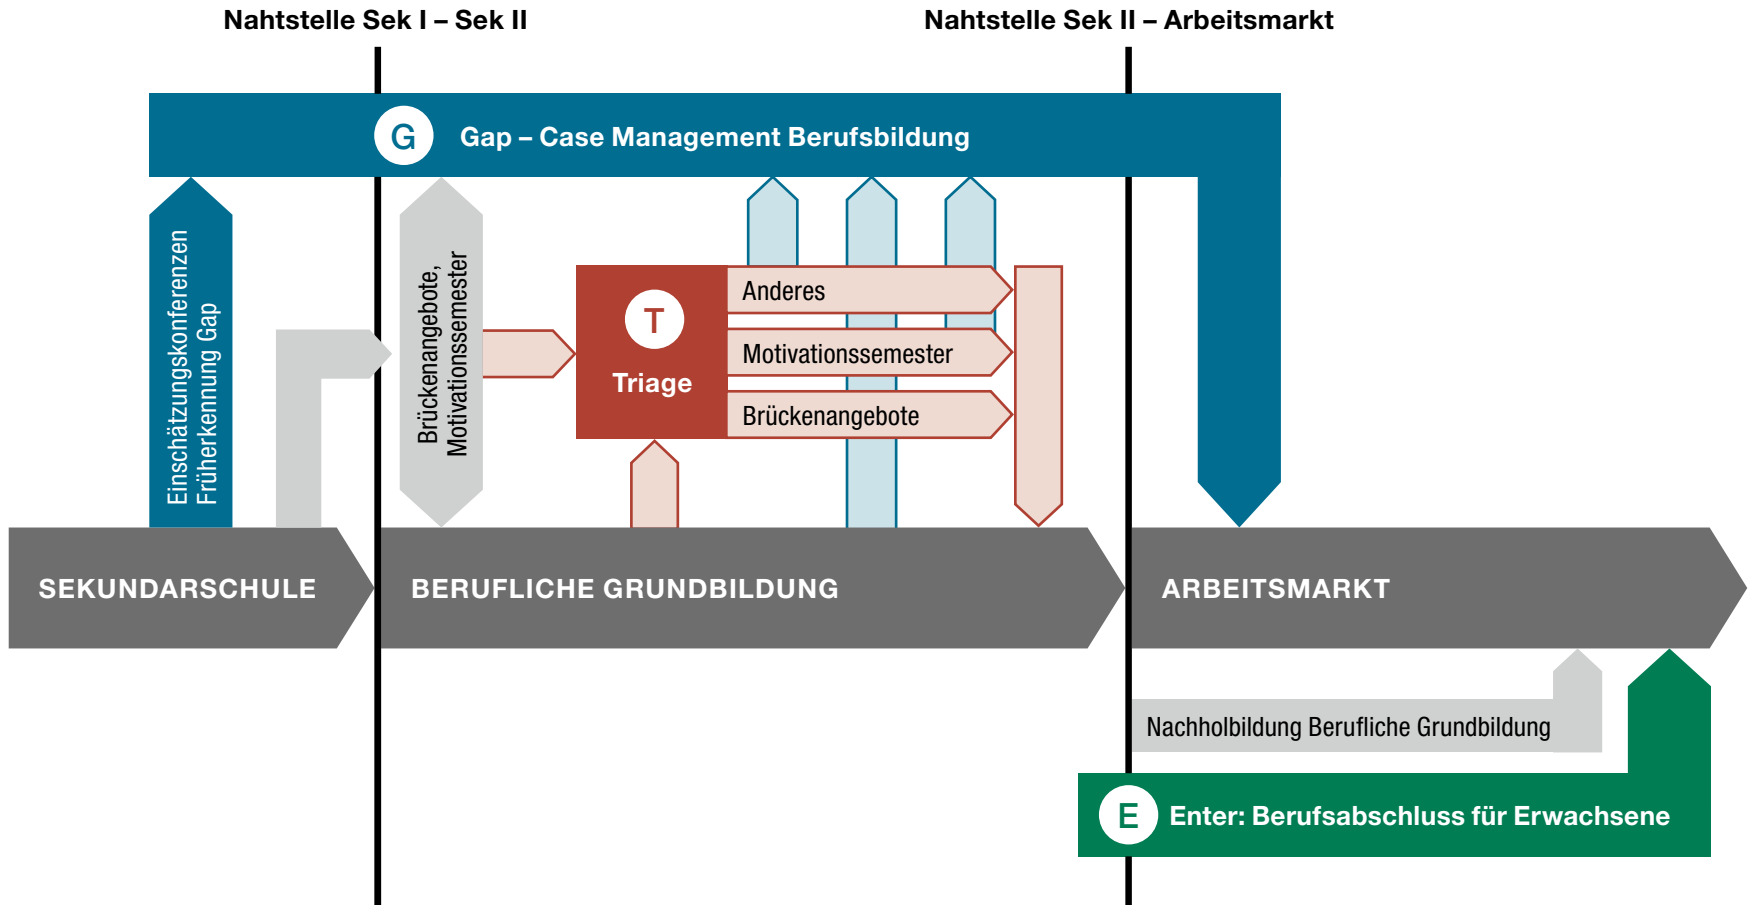 Nahtstelle Sek I – Sek II
Nahtstelle Sek II – Arbeitsmarkt
G
Gap – Case Management Berufsbildung
Einschätzungskonferenzen
Früherkennung Gap
Brückenangebote,
Motivationssemester
T
Triage
Anderes
Motivationssemester
Brückenangebote
SEKUNDARSCHULE
BERUFLICHE GRUNDBILDUNG
ARBEITSMARKT
Nachholbildung Berufliche Grundbildung
E
Enter: Berufsabschluss für Erwachsene